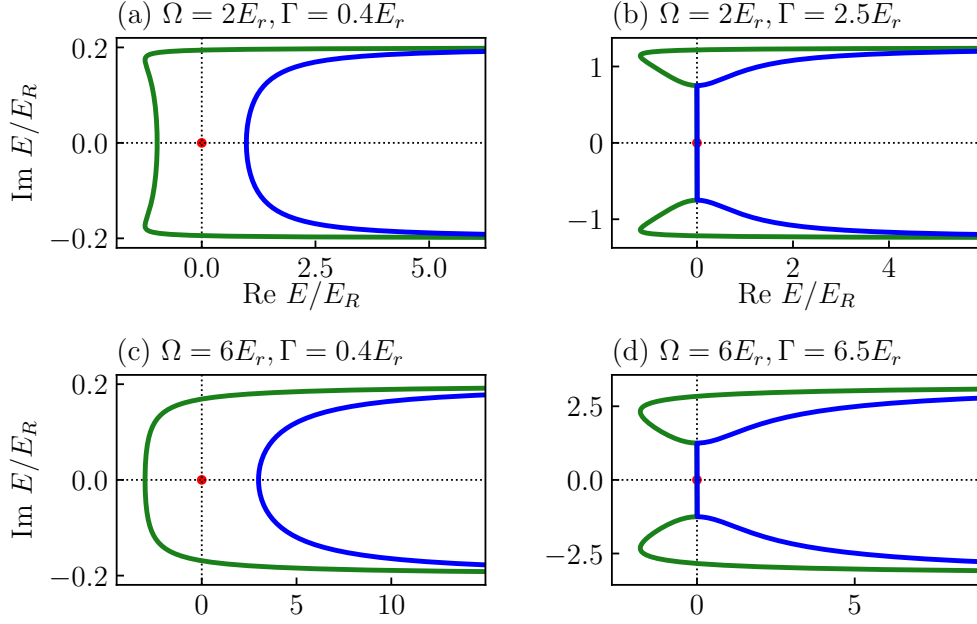 (a) Ω = 2E_r, Γ = 0.4E_r
(b) Ω = 2E_r, Γ = 2.5E_r
Im E/E_R
0.2
0.0
−0.2
0.0
2.5
5.0
Re E/E_R
1
0
−1
0
2
4
Re E/E_R
(c) Ω = 6E_r, Γ = 0.4E_r
(d) Ω = 6E_r, Γ = 6.5E_r
Im E/E_R
0.2
0.0
−0.2
0
5
10
2.5
0.0
−2.5
0
5